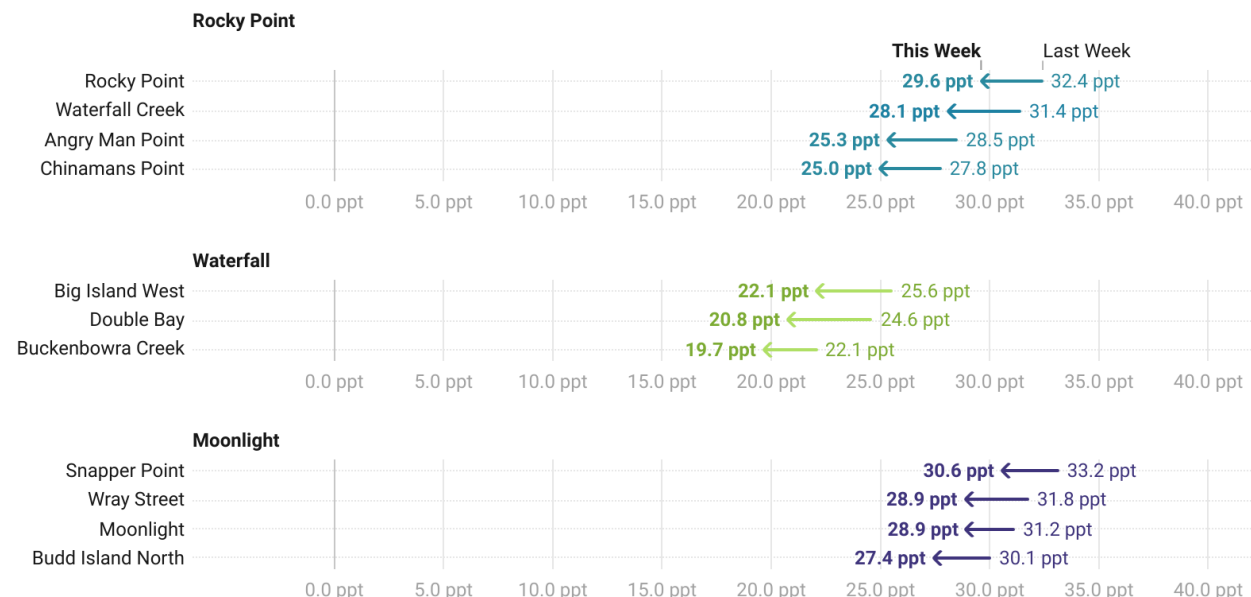 Rocky Point
This Week Last Week
Rocky Point 29.6 ppt 32.4 ppt
Waterfall Creek 28.1 ppt 31.4 ppt
Angry Man Point 25.3 ppt 28.5 ppt
Chinamans Point 25.0 ppt 27.8 ppt
0.0 ppt 5.0 ppt 10.0 ppt 15.0 ppt 20.0 ppt 25.0 ppt 30.0 ppt 35.0 ppt 40.0 ppt
Waterfall
Big Island West 22.1 ppt 25.6 ppt
Double Bay 20.8 ppt 24.6 ppt
Buckenbowra Creek 19.7 ppt 22.1 ppt
0.0 ppt 5.0 ppt 10.0 ppt 15.0 ppt 20.0 ppt 25.0 ppt 30.0 ppt 35.0 ppt 40.0 ppt
Moonlight
Snapper Point 30.6 ppt 33.2 ppt
Wray Street 28.9 ppt 31.8 ppt
Moonlight 28.9 ppt 31.2 ppt
Budd Island North 27.4 ppt 30.1 ppt
0.0 ppt 5.0 ppt 10.0 ppt 15.0 ppt 20.0 ppt 25.0 ppt 30.0 ppt 35.0 ppt 40.0 ppt